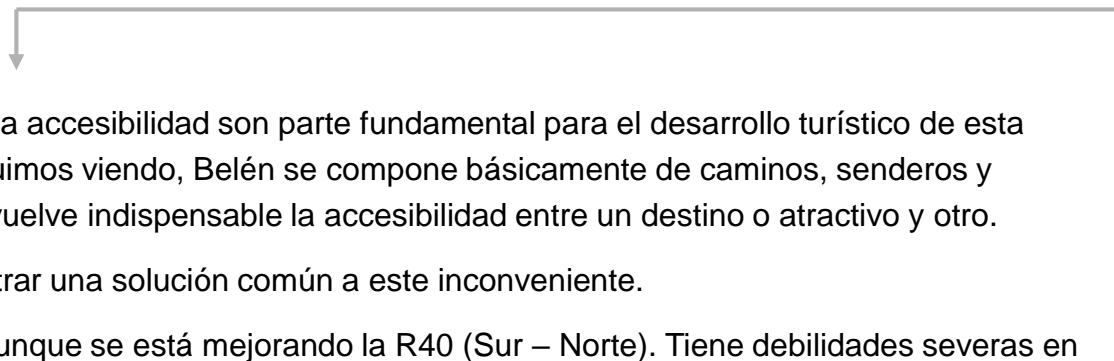 a accesibilidad son parte fundamental para el desarrollo turístico de esta
uimos viendo, Belén se compone básicamente de caminos, senderos y
vuelve indispensable la accesibilidad entre un destino o atractivo y otro.
trar una solución común a este inconveniente.
unque se está mejorando la R40 (Sur – Norte). Tiene debilidades severas en